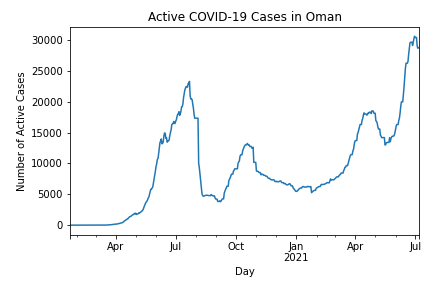 Active COVID-19 Cases in Oman
Number of Active Cases
30000
25000
20000
15000
10000
5000
0
Apr
Jul
Oct
Jan
2021
Apr
Jul
Day